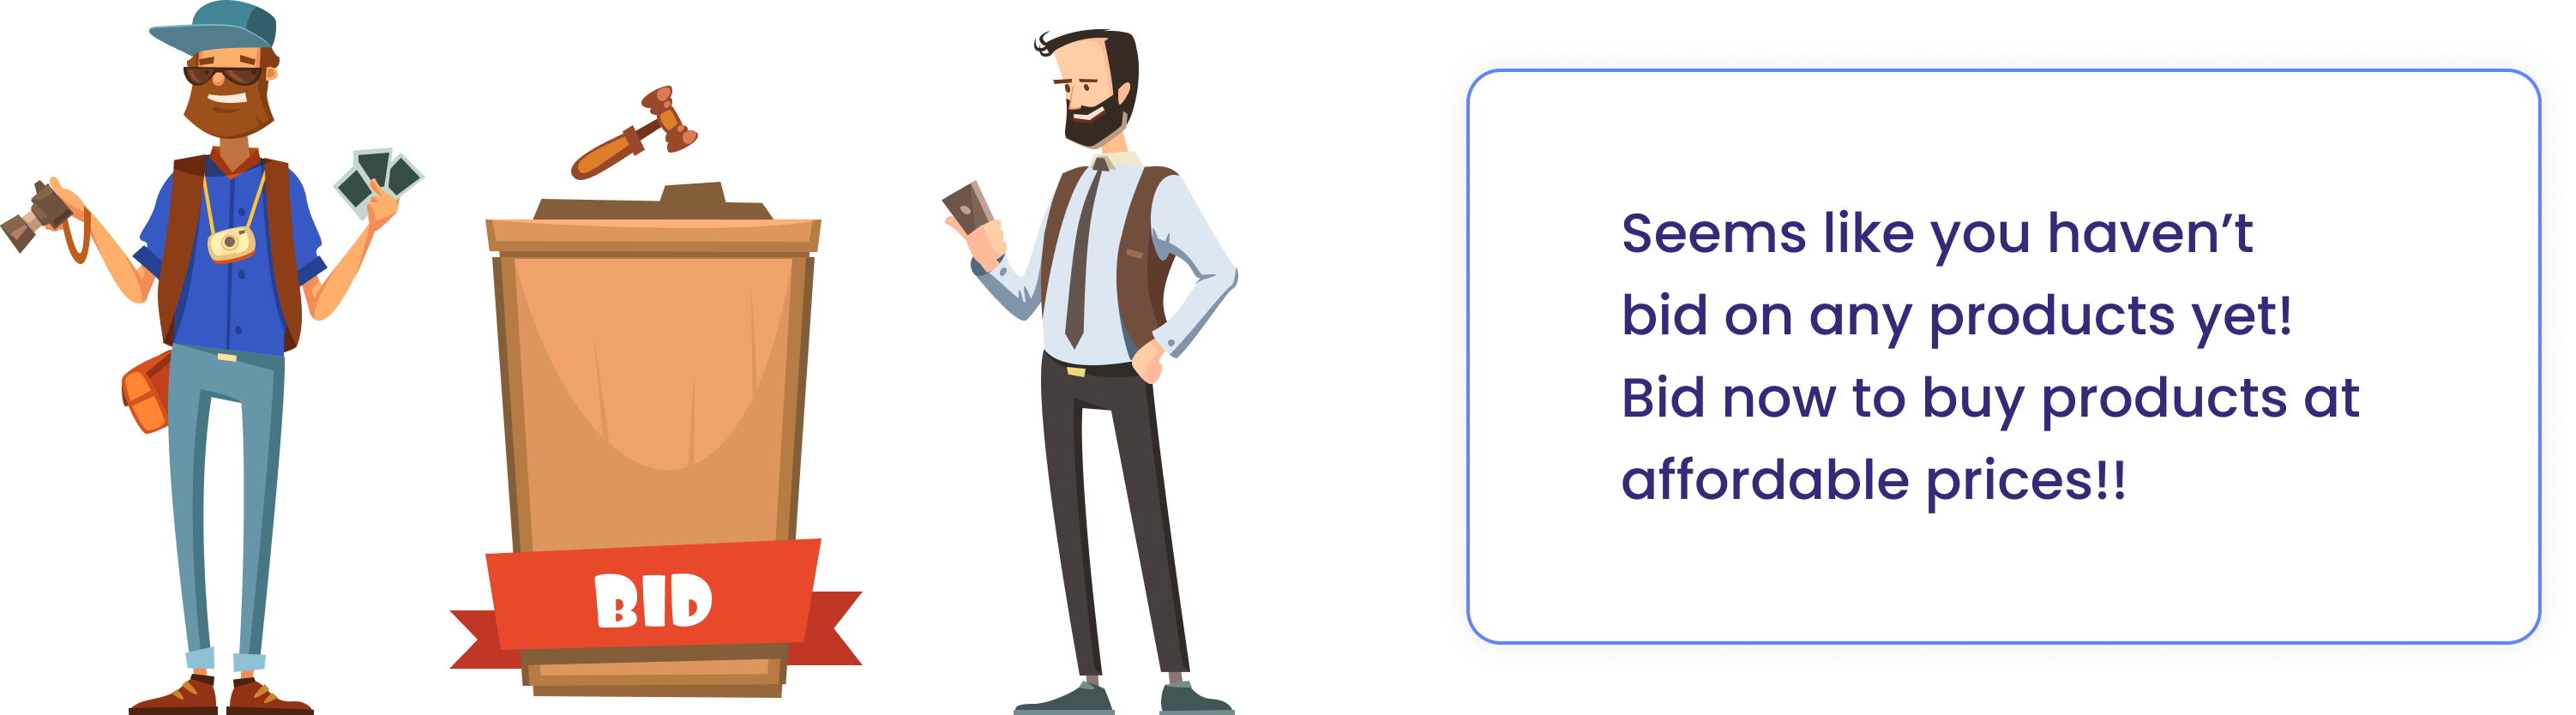 BID
Seems like you haven’t
bid on any products yet!
Bid now to buy products at
affordable prices!!